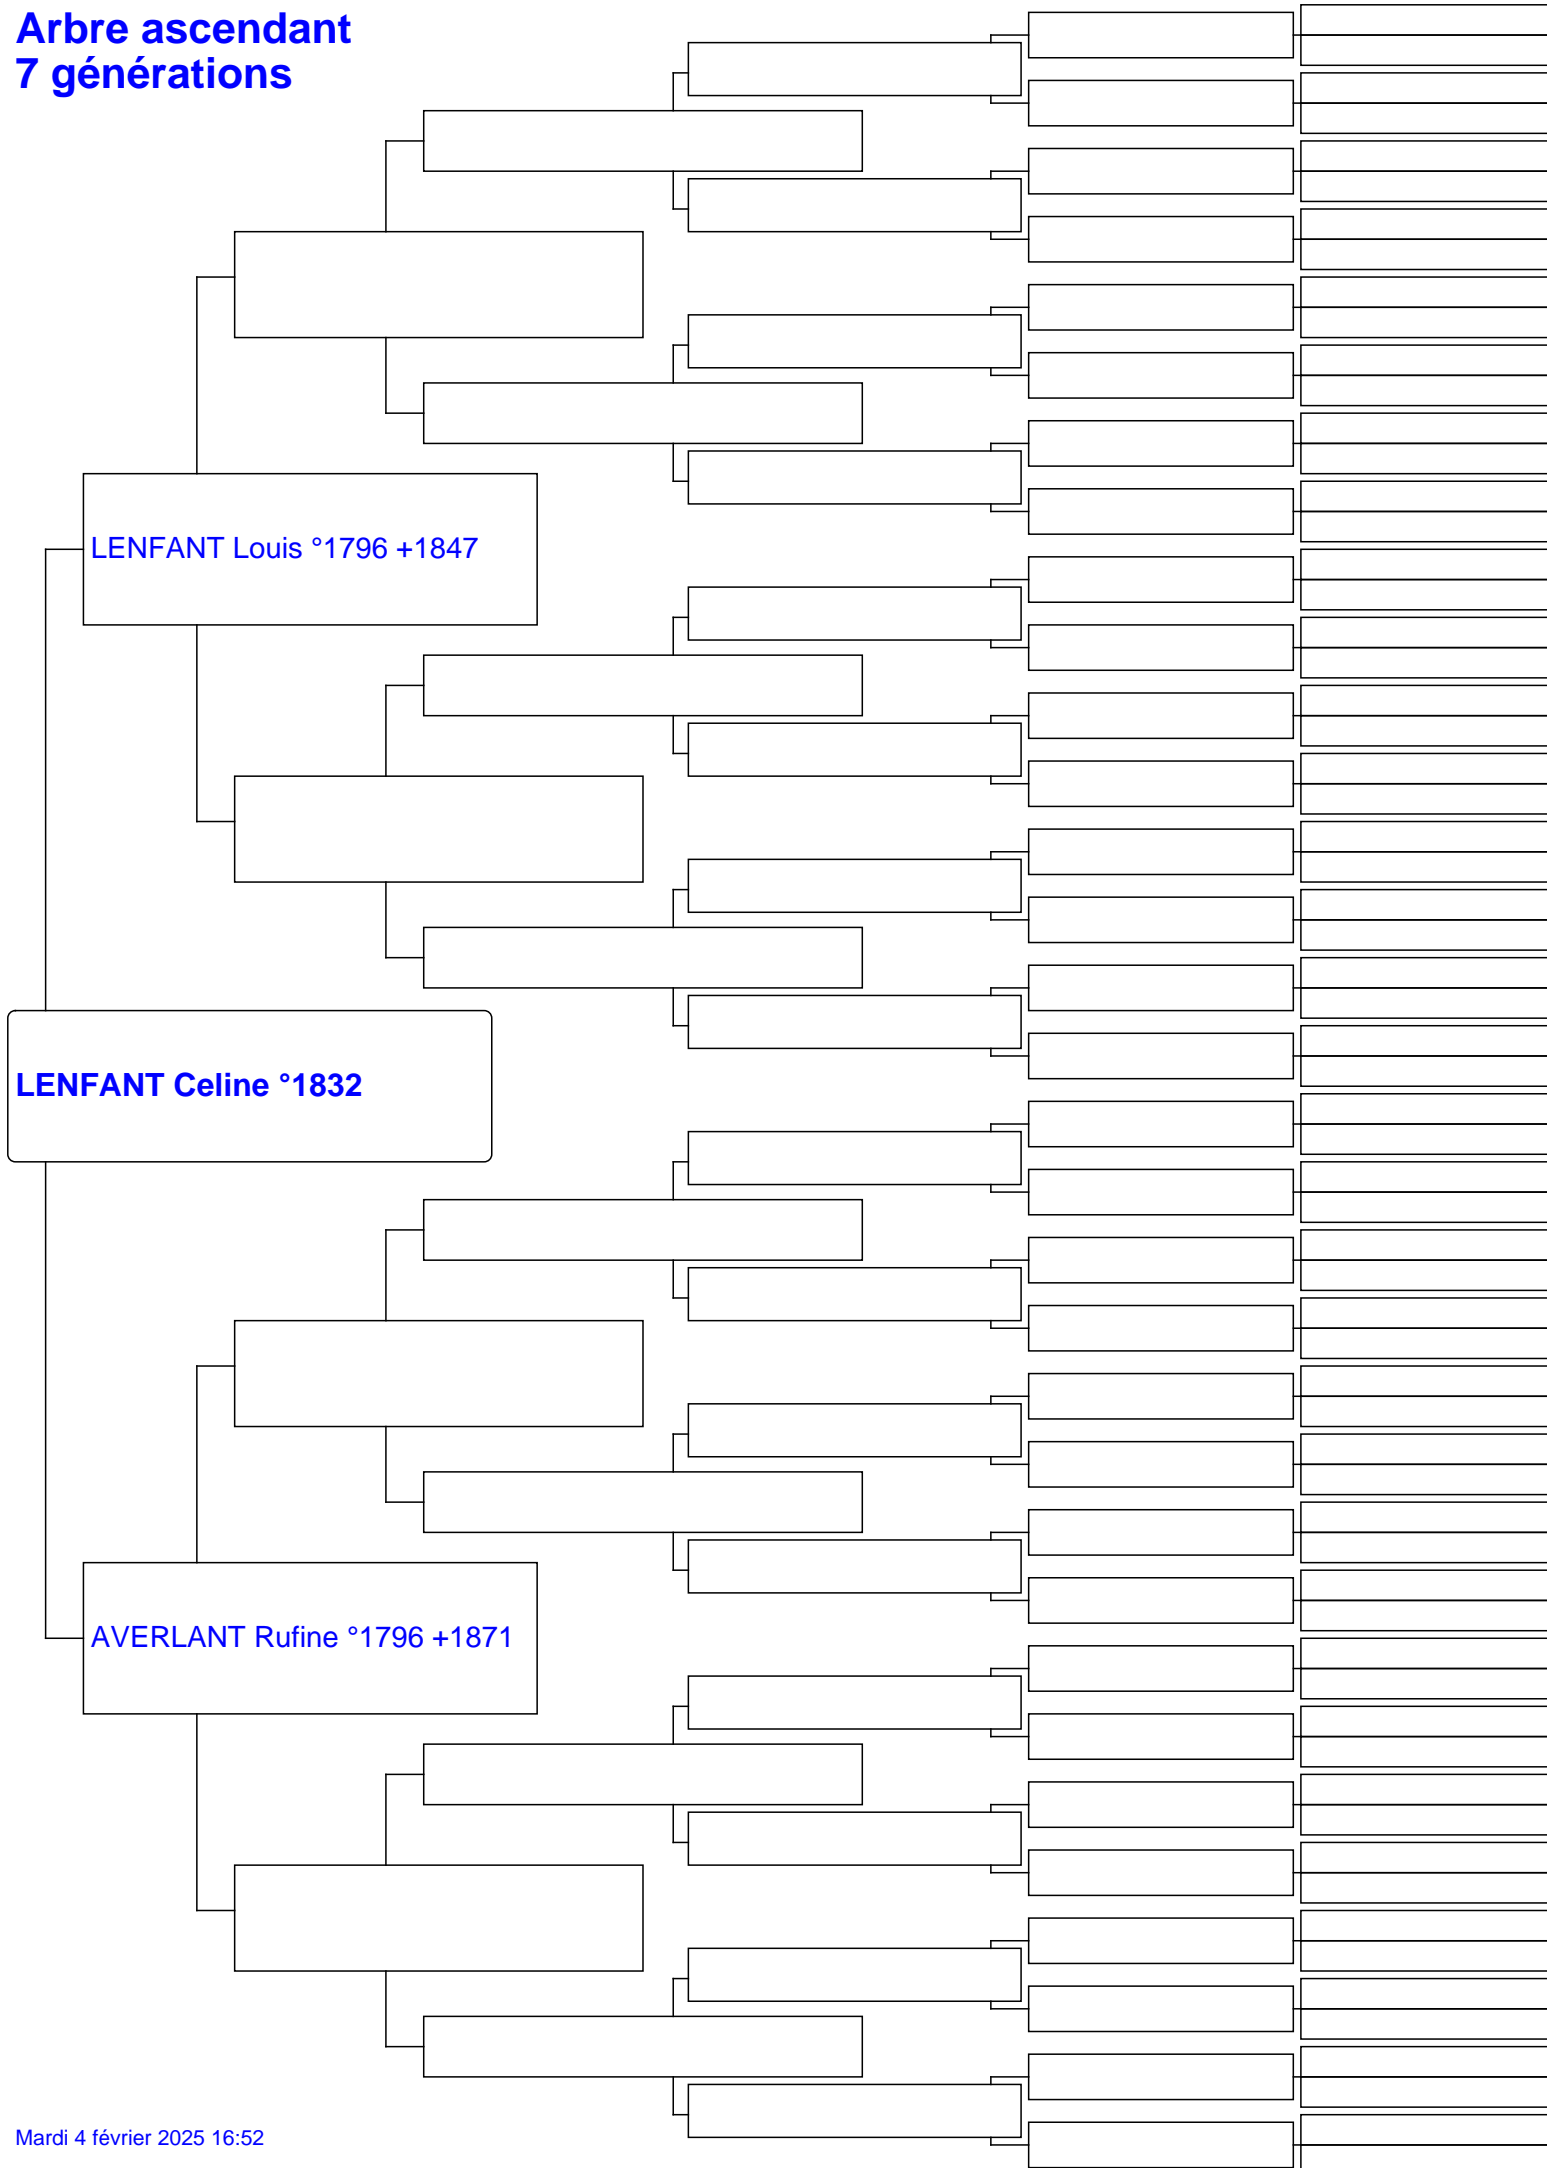 Arbre ascendant
7 générations
LENFANT Louis °1796 +1847
LENFANT Celine °1832
AVERLANT Rufine °1796 +1871
Mardi 4 février 2025 16:52